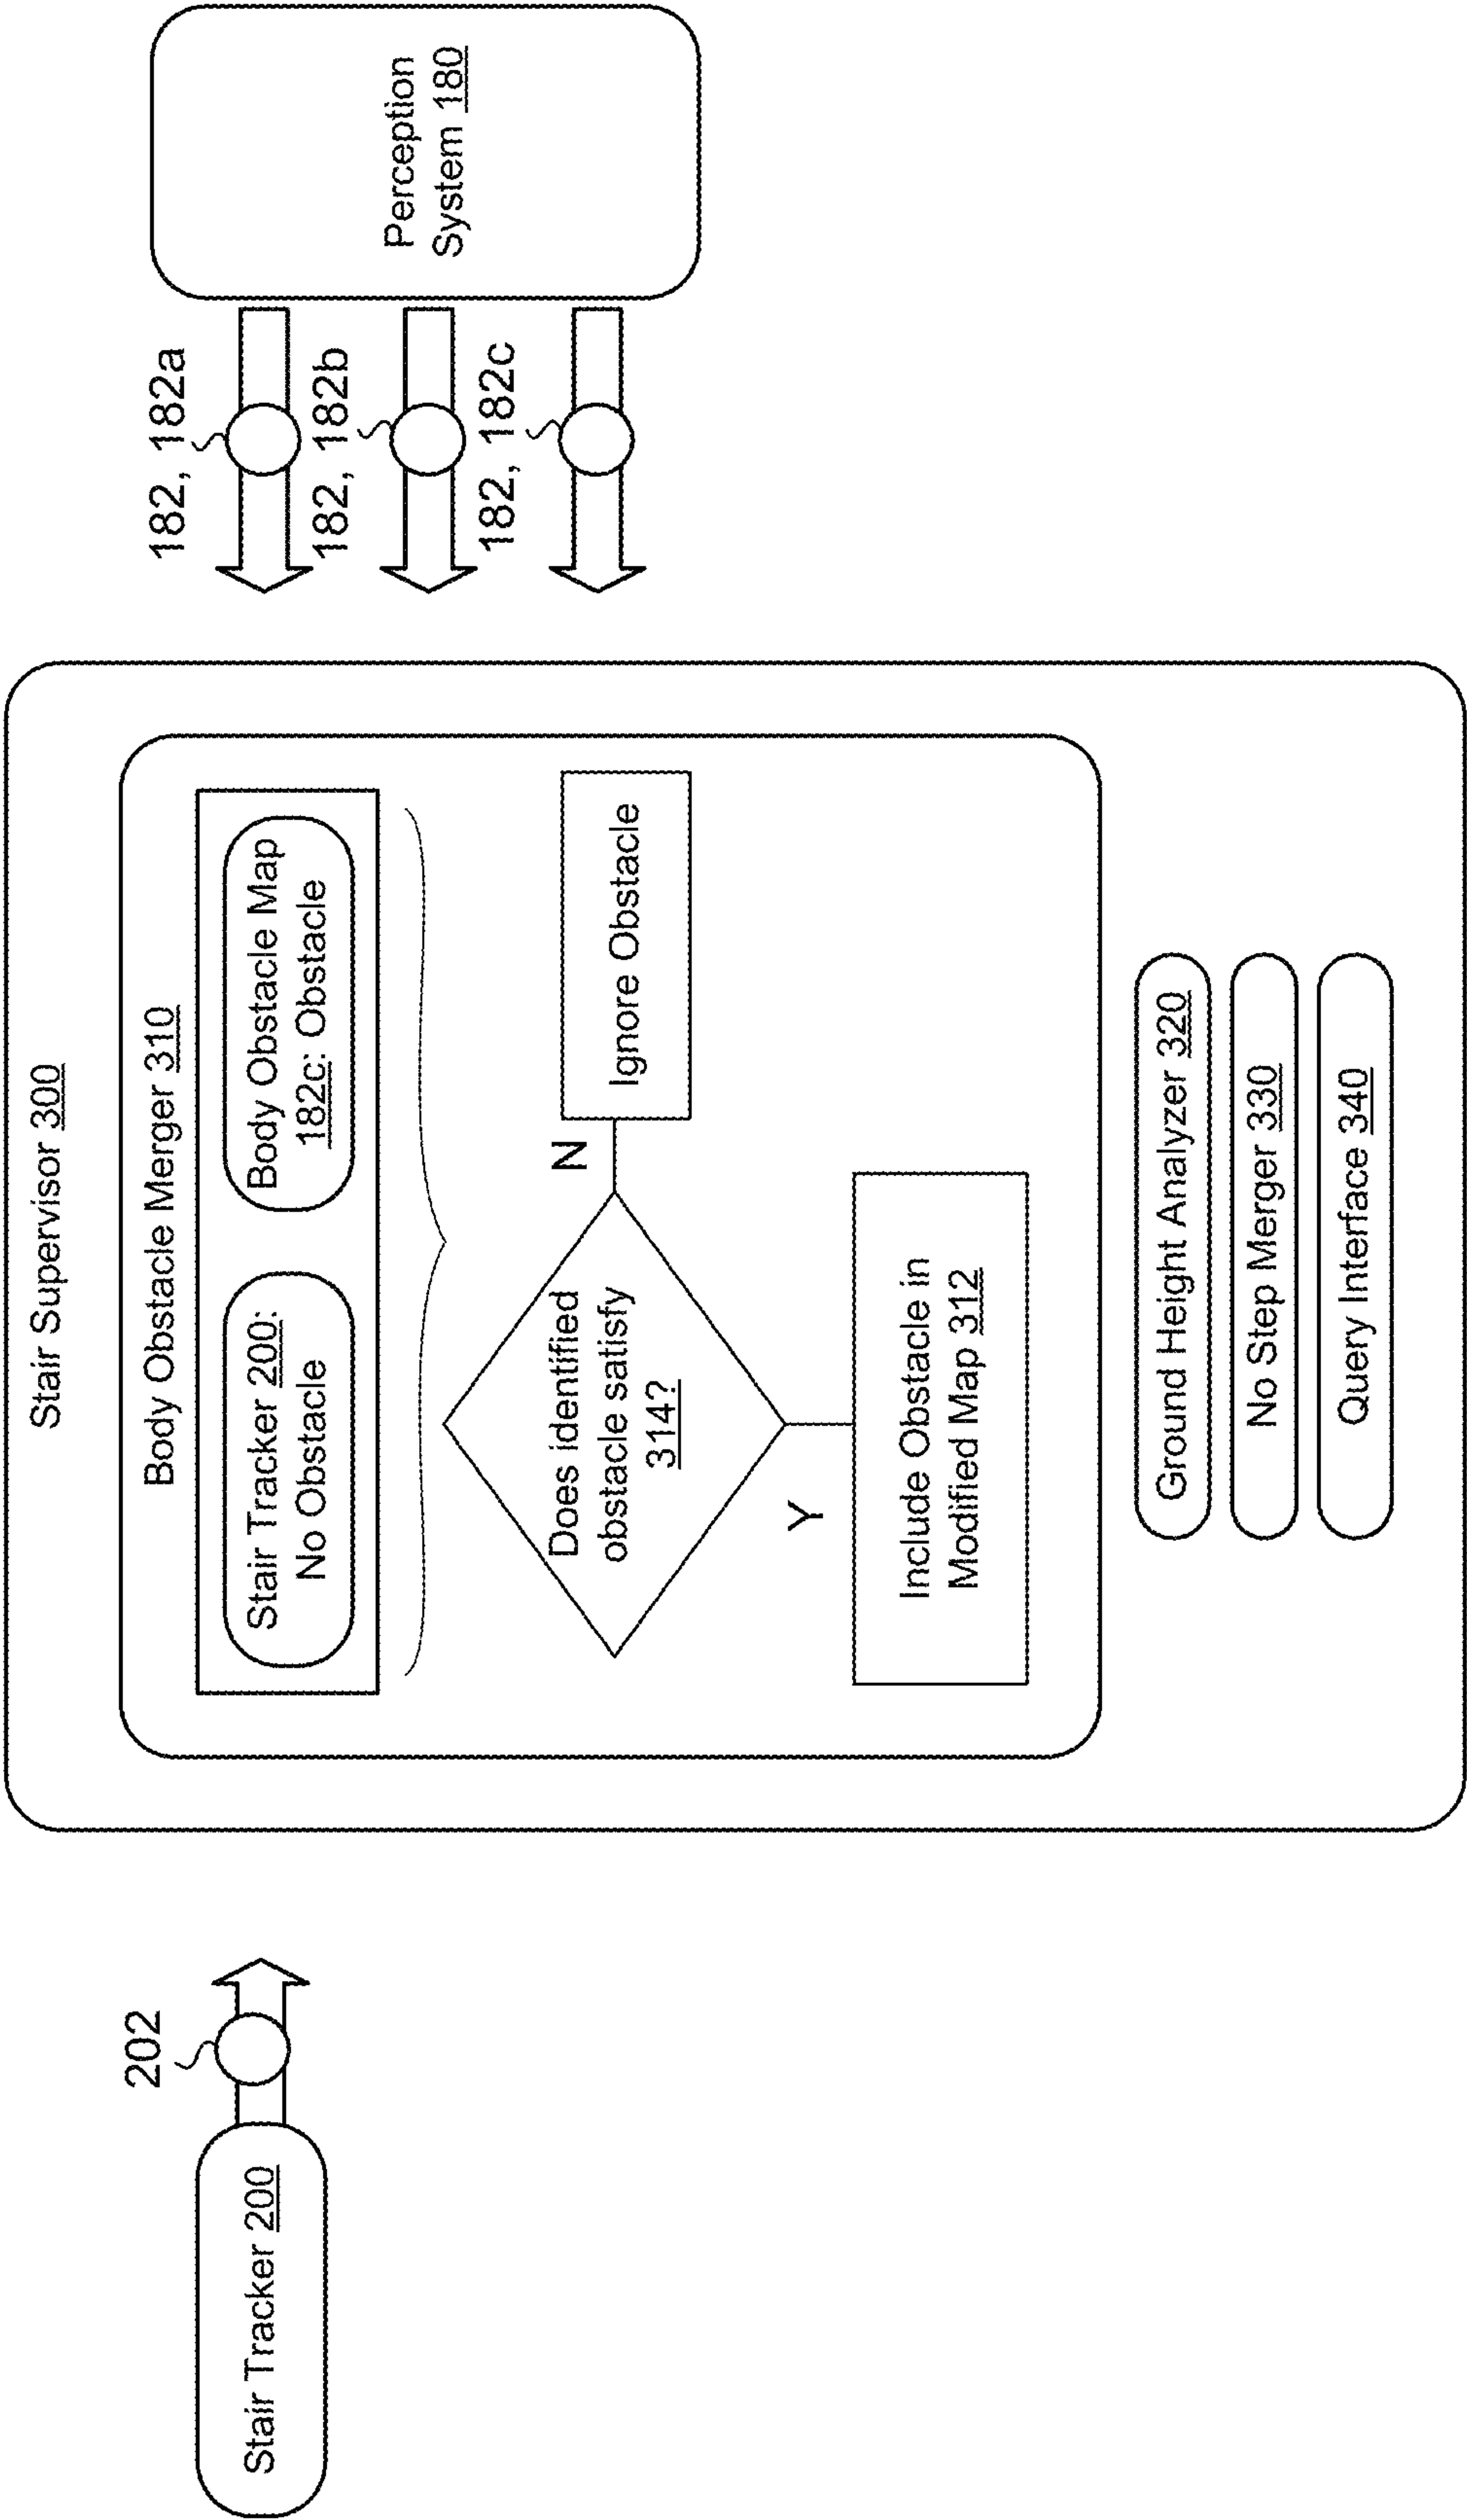 Stair Tracker 200
202
Stair Supervisor 300
Body Obstacle Merger 310
Stair Tracker 200:
No Obstacle
Body Obstacle Map
182c: Obstacle
Does identified
obstacle satisfy
314?
N
Ignore Obstacle
Y
Include Obstacle in
Modified Map 312
Ground Height Analyzer 320
No Step Merger 330
Query Interface 340
182, 182a
182, 182b
182, 182c
Perception
System 180